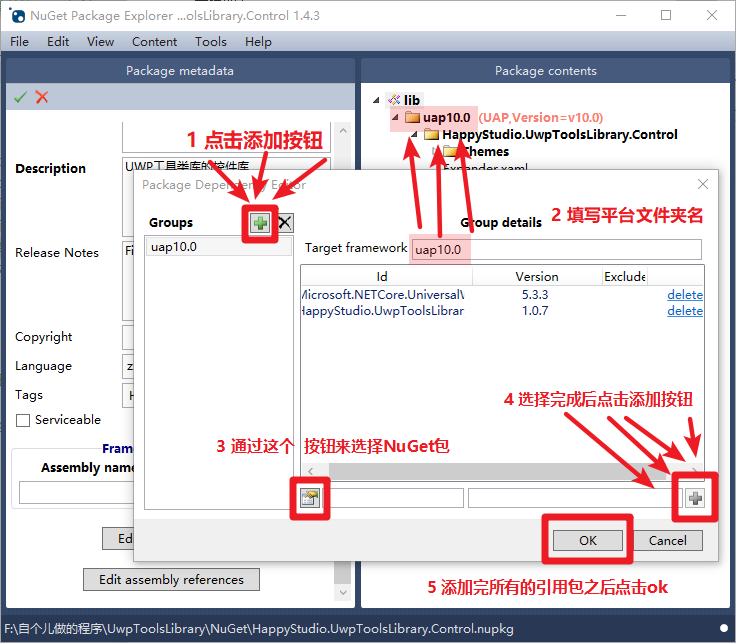 NuGet Package Explorer ...olsLibrary.Control 1.4.3
File Edit View Content Tools Help
Package metadata
Package contents
lib
uap10.0 (UAP,Version=v10.0)
HappyStudio.UwpToolsLibrary.Control
Themes
Expander.xaml
1 点击添加按钮
Description
UWP工具类库的控件库
Package Dependency Editor
Groups
Group details
2 填写平台文件夹名
uap10.0
Target framework uap10.0
Release Notes
Fi
Id Version Exclude
Microsoft.NETCore.Universal\ 5.3.3 delete
HappyStudio.UwpToolsLibrar 1.0.7 delete
Copyright
Language
z
Tags
H
Serviceable
4 选择完成后点击添加按钮
Fram
3 通过这个 按钮来选择NuGet包
Assembly name
Ed
OK
Cancel
Edit assembly references
5 添加完所有的引用包之后点击ok
F:\自个儿做的程序\UwpToolsLibrary\NuGet\HappyStudio.UwpToolsLibrary.Control.nupkg